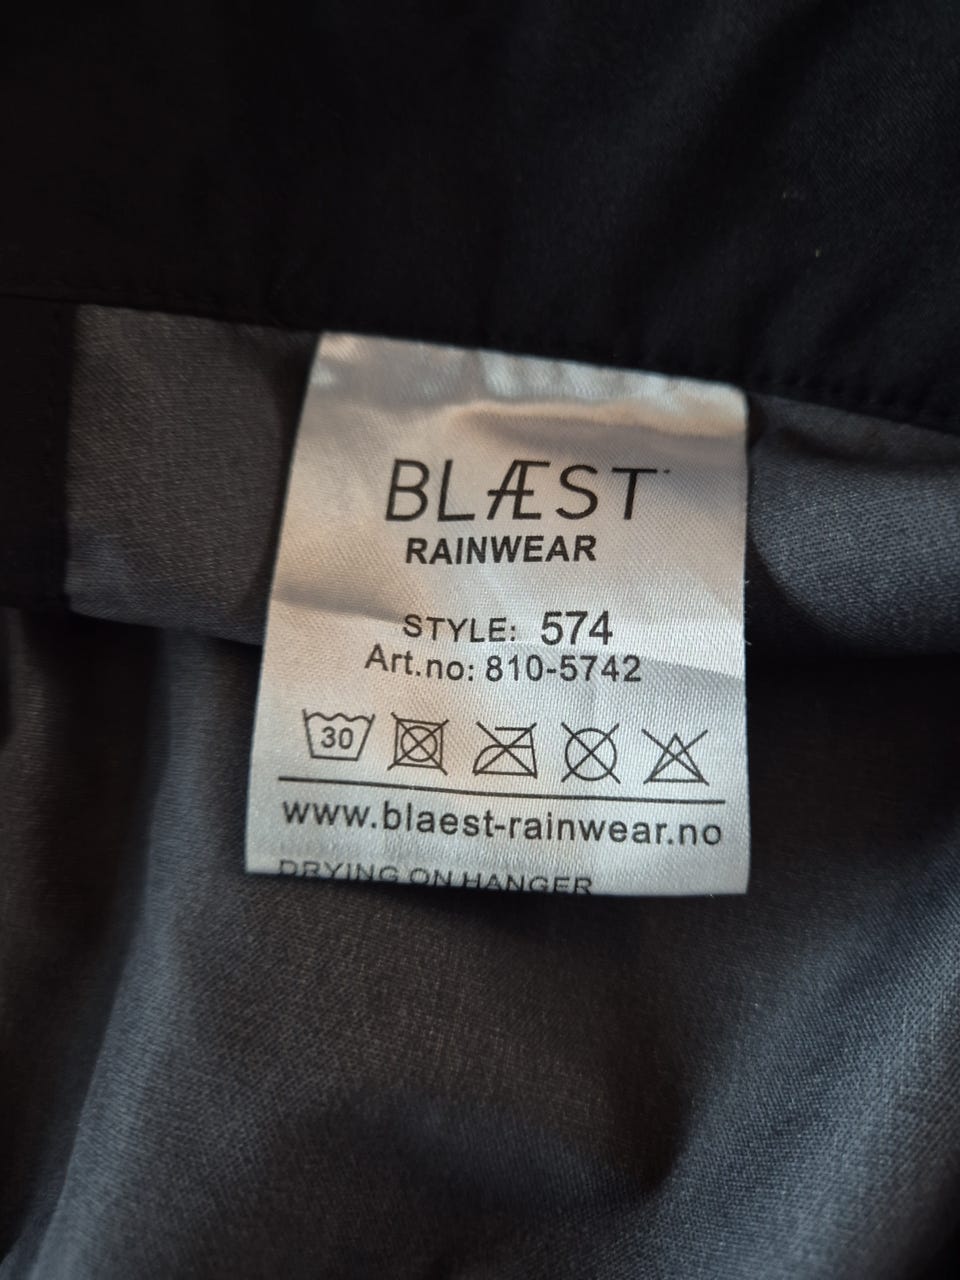 BLÆST
RAINWEAR
STYLE: 574
Art.no: 810-5742
30
www.blaest-rainwear.no
DRYING ON HANGER